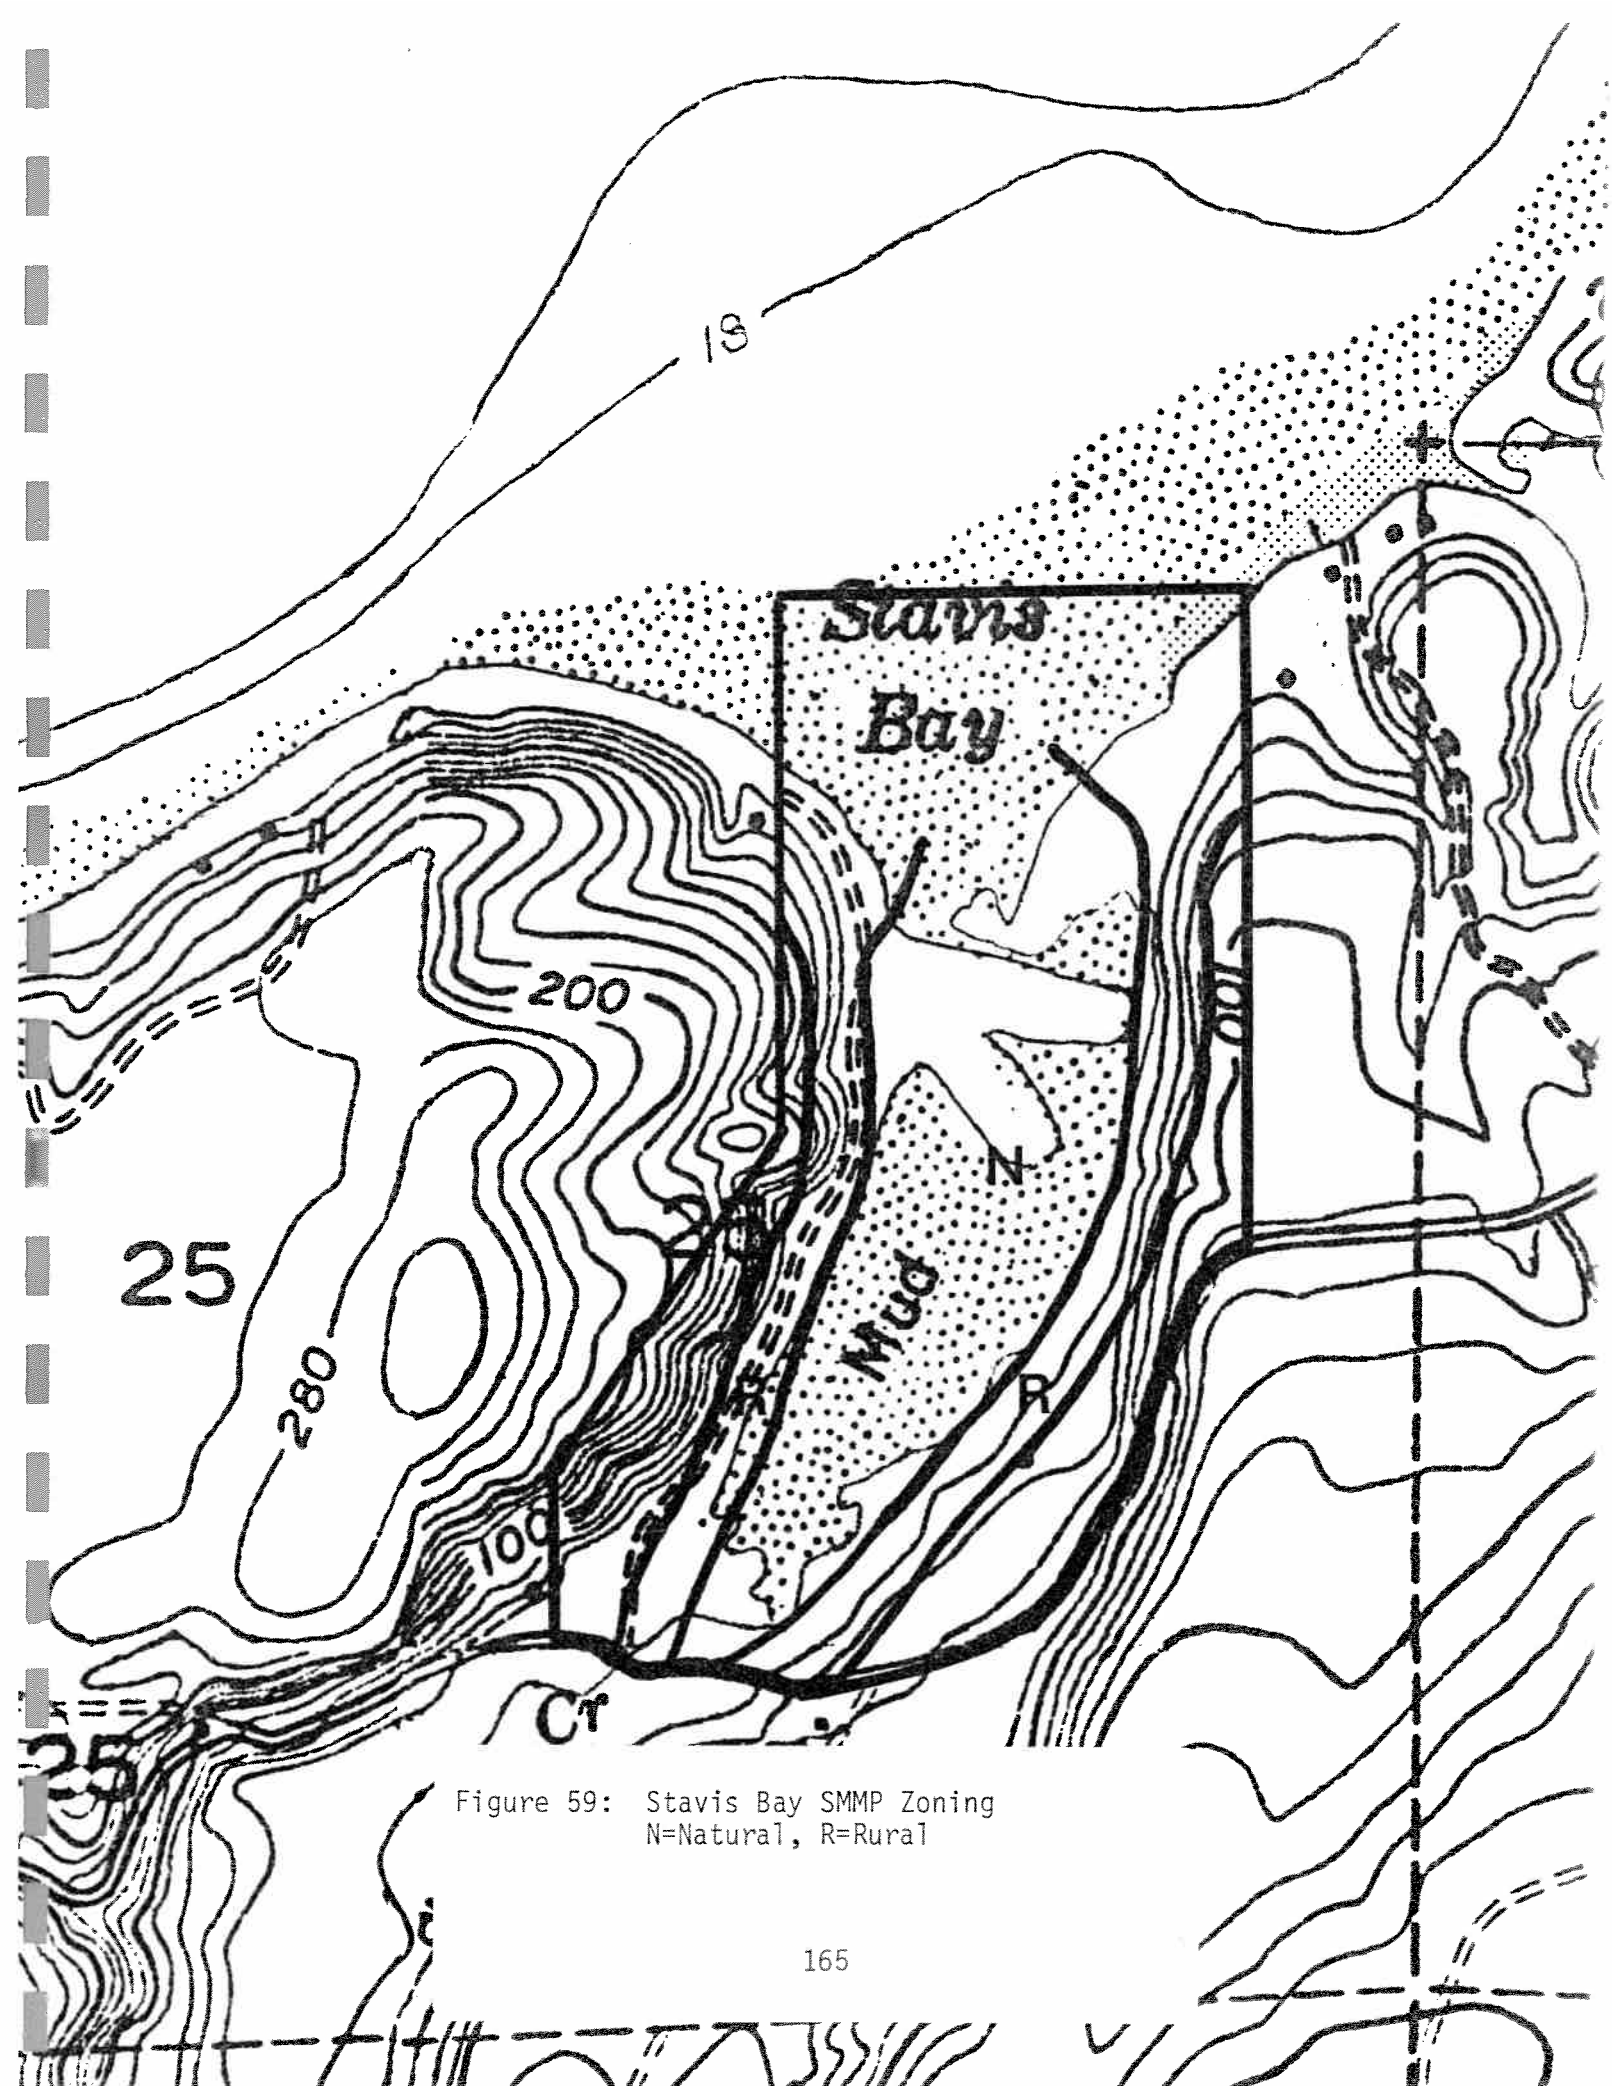 18
Stavis
Bay
200
100
N
25
Mud
280
R
R
100
Cr
25
Figure 59: Stavis Bay SMMP Zoning
N=Natural, R=Rural
165